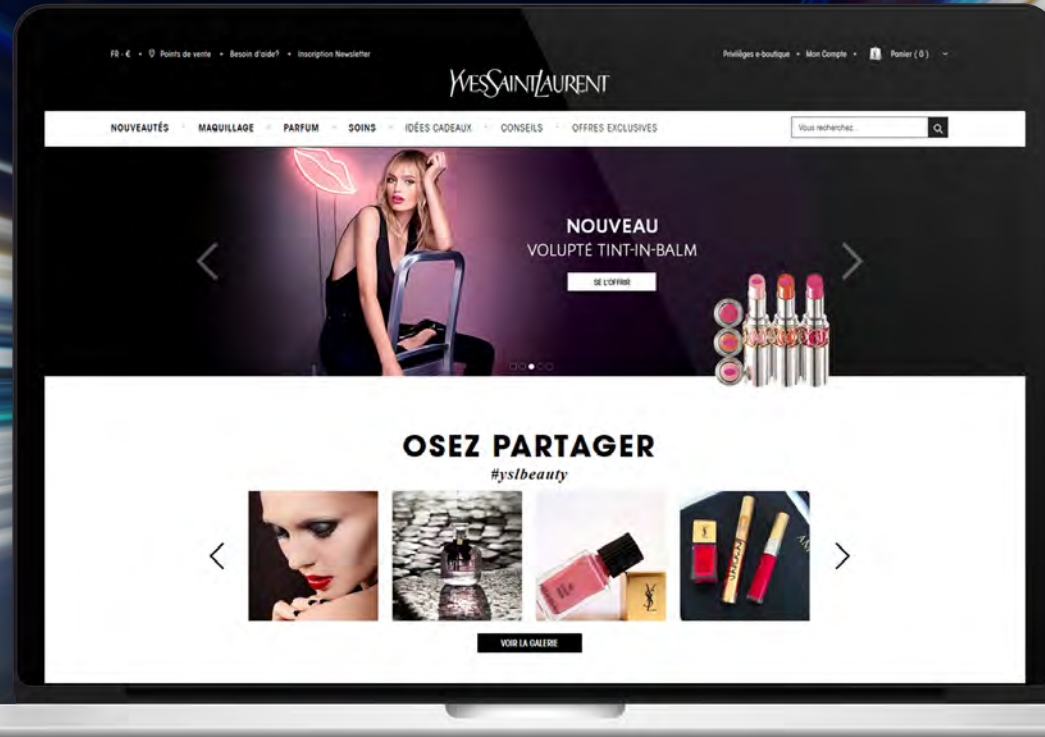 FR - € • Points de vente • Besoin d'aide? • Inscription Newsletter
Privilèges e-boutique • Mon Compte • Panier ( 0 )
YVESSAINTLAURENT
NOUVEAUTÉS MAQUILLAGE PARFUM SOINS IDÉES CADEAUX CONSEILS OFFRES EXCLUSIVES
Vous recherchez...
NOUVEAU
VOLUPTÉ TINT-IN-BALM
SE L'OFFRIR
OSEZ PARTAGER
#yslbeauty
VOIR LA GALERIE